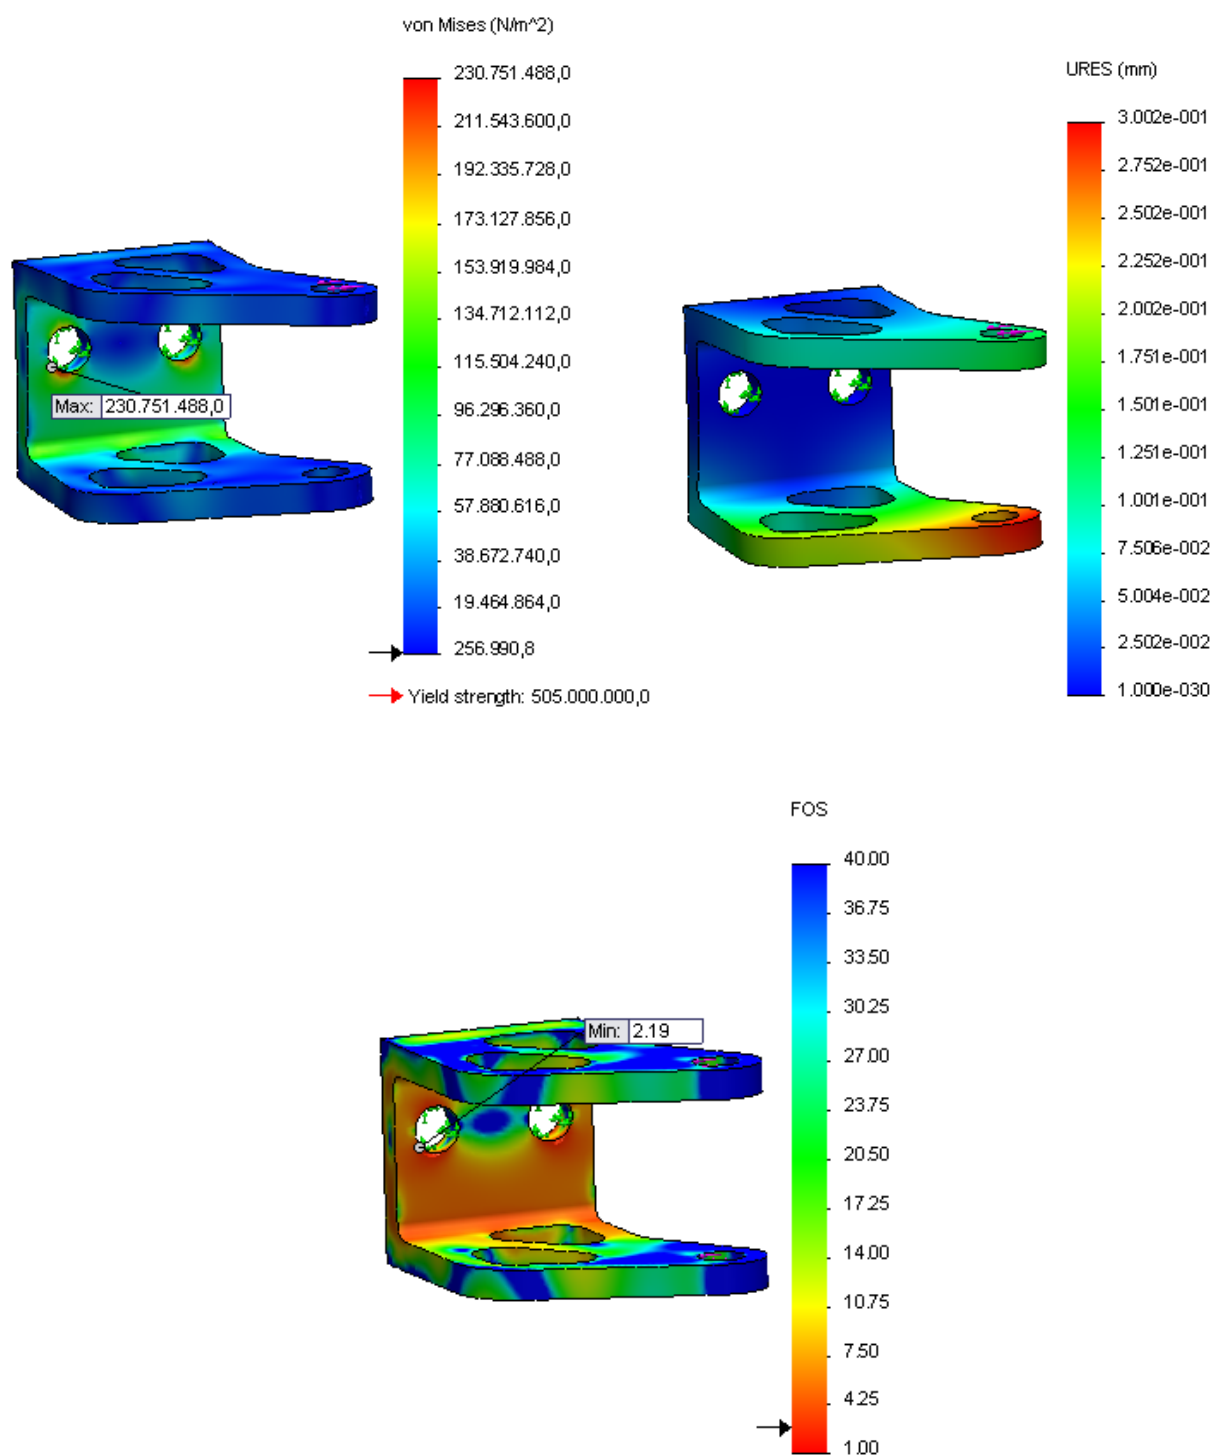 von Mises (N/m^2)
230.751.488,0
211.543.600,0
192.335.728,0
173.127.856,0
153.919.984,0
134.712.112,0
115.504.240,0
96.296.360,0
77.088.488,0
57.880.616,0
38.672.740,0
19.464.864,0
256.990,8
Yield strength: 505.000.000,0
Max: 230.751.488,0
URES (mm)
3.002e-001
2.752e-001
2.502e-001
2.252e-001
2.002e-001
1.751e-001
1.501e-001
1.251e-001
1.001e-001
7.506e-002
5.004e-002
2.502e-002
1.000e-030
FOS
40.00
36.75
33.50
30.25
27.00
23.75
20.50
17.25
14.00
10.75
7.50
4.25
1.00
Min: 2.19